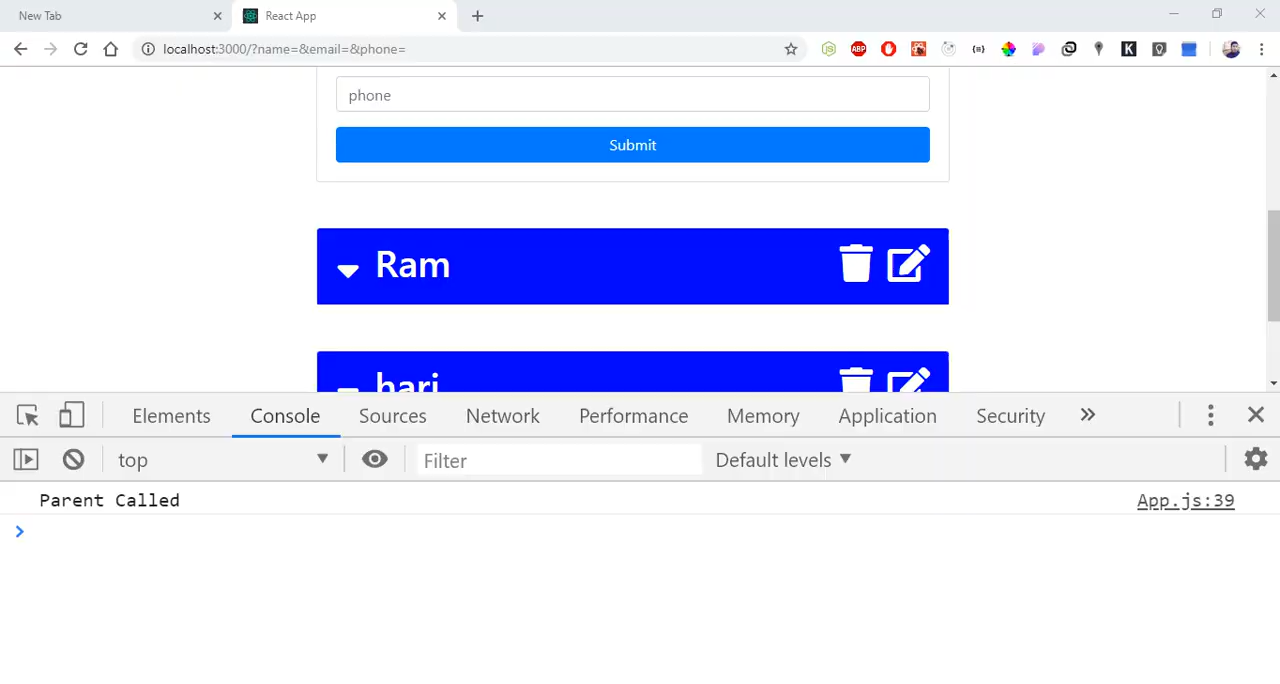 New Tab
React App
localhost:3000/?name=&email=&phone=
phone
Submit
Ram
hari
Elements Console Sources Network Performance Memory Application Security
top Filter Default levels
Parent Called App.js:39